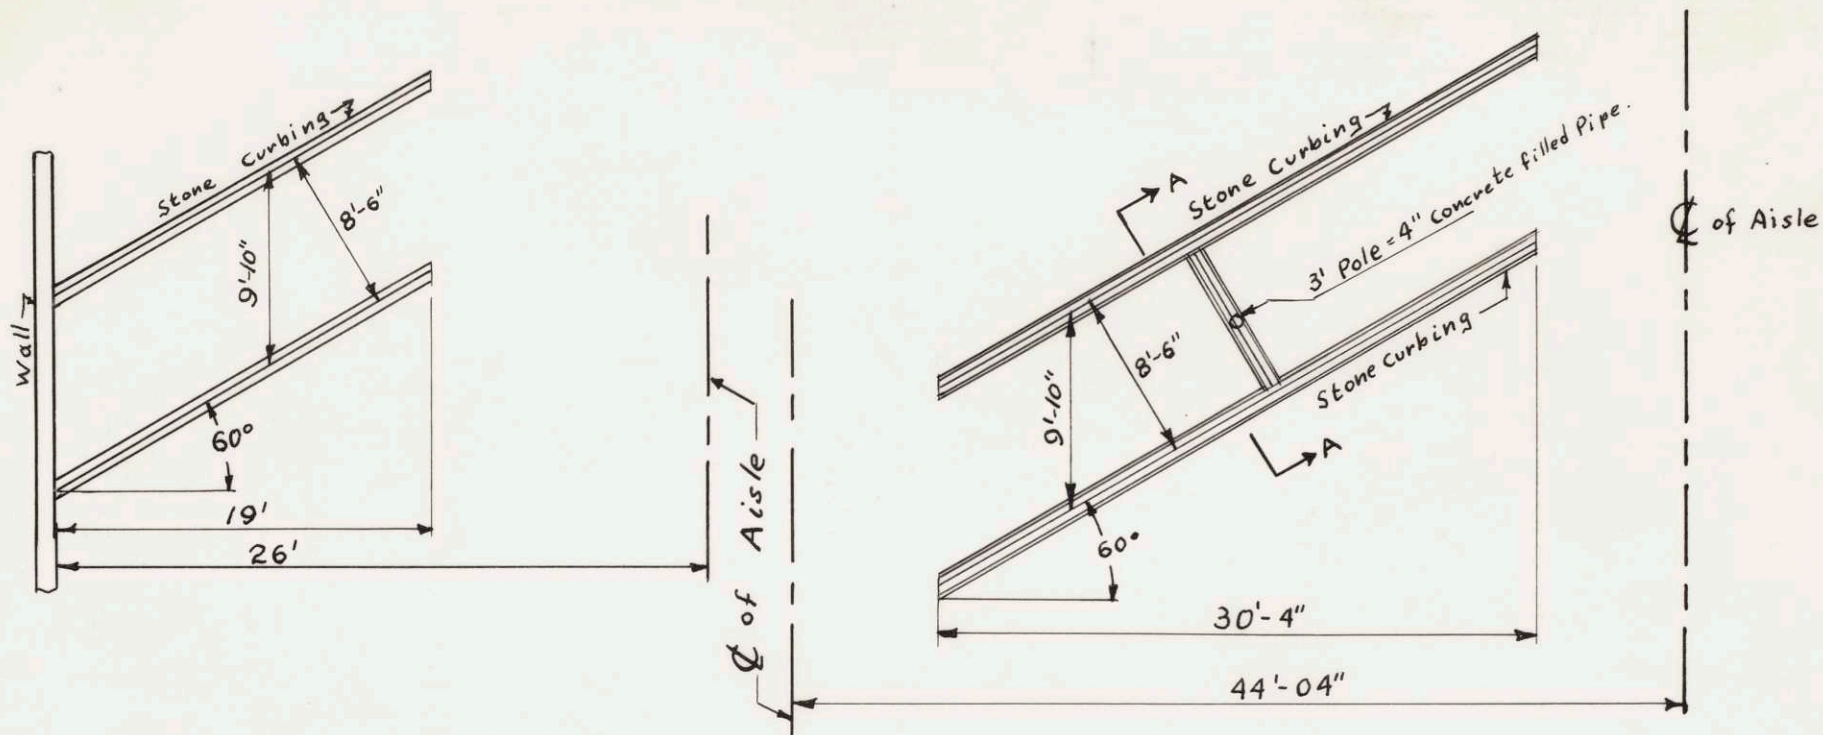 Wall
Stone Curbing
9'-10"
8'-6"
60°
19'
26'
℄ of Aisle
A
Stone Curbing
3' Pole = 4" Concrete filled Pipe.
9'-10"
8'-6"
Stone Curbing
A
60°
30'-4"
44'-04"
℄ of Aisle